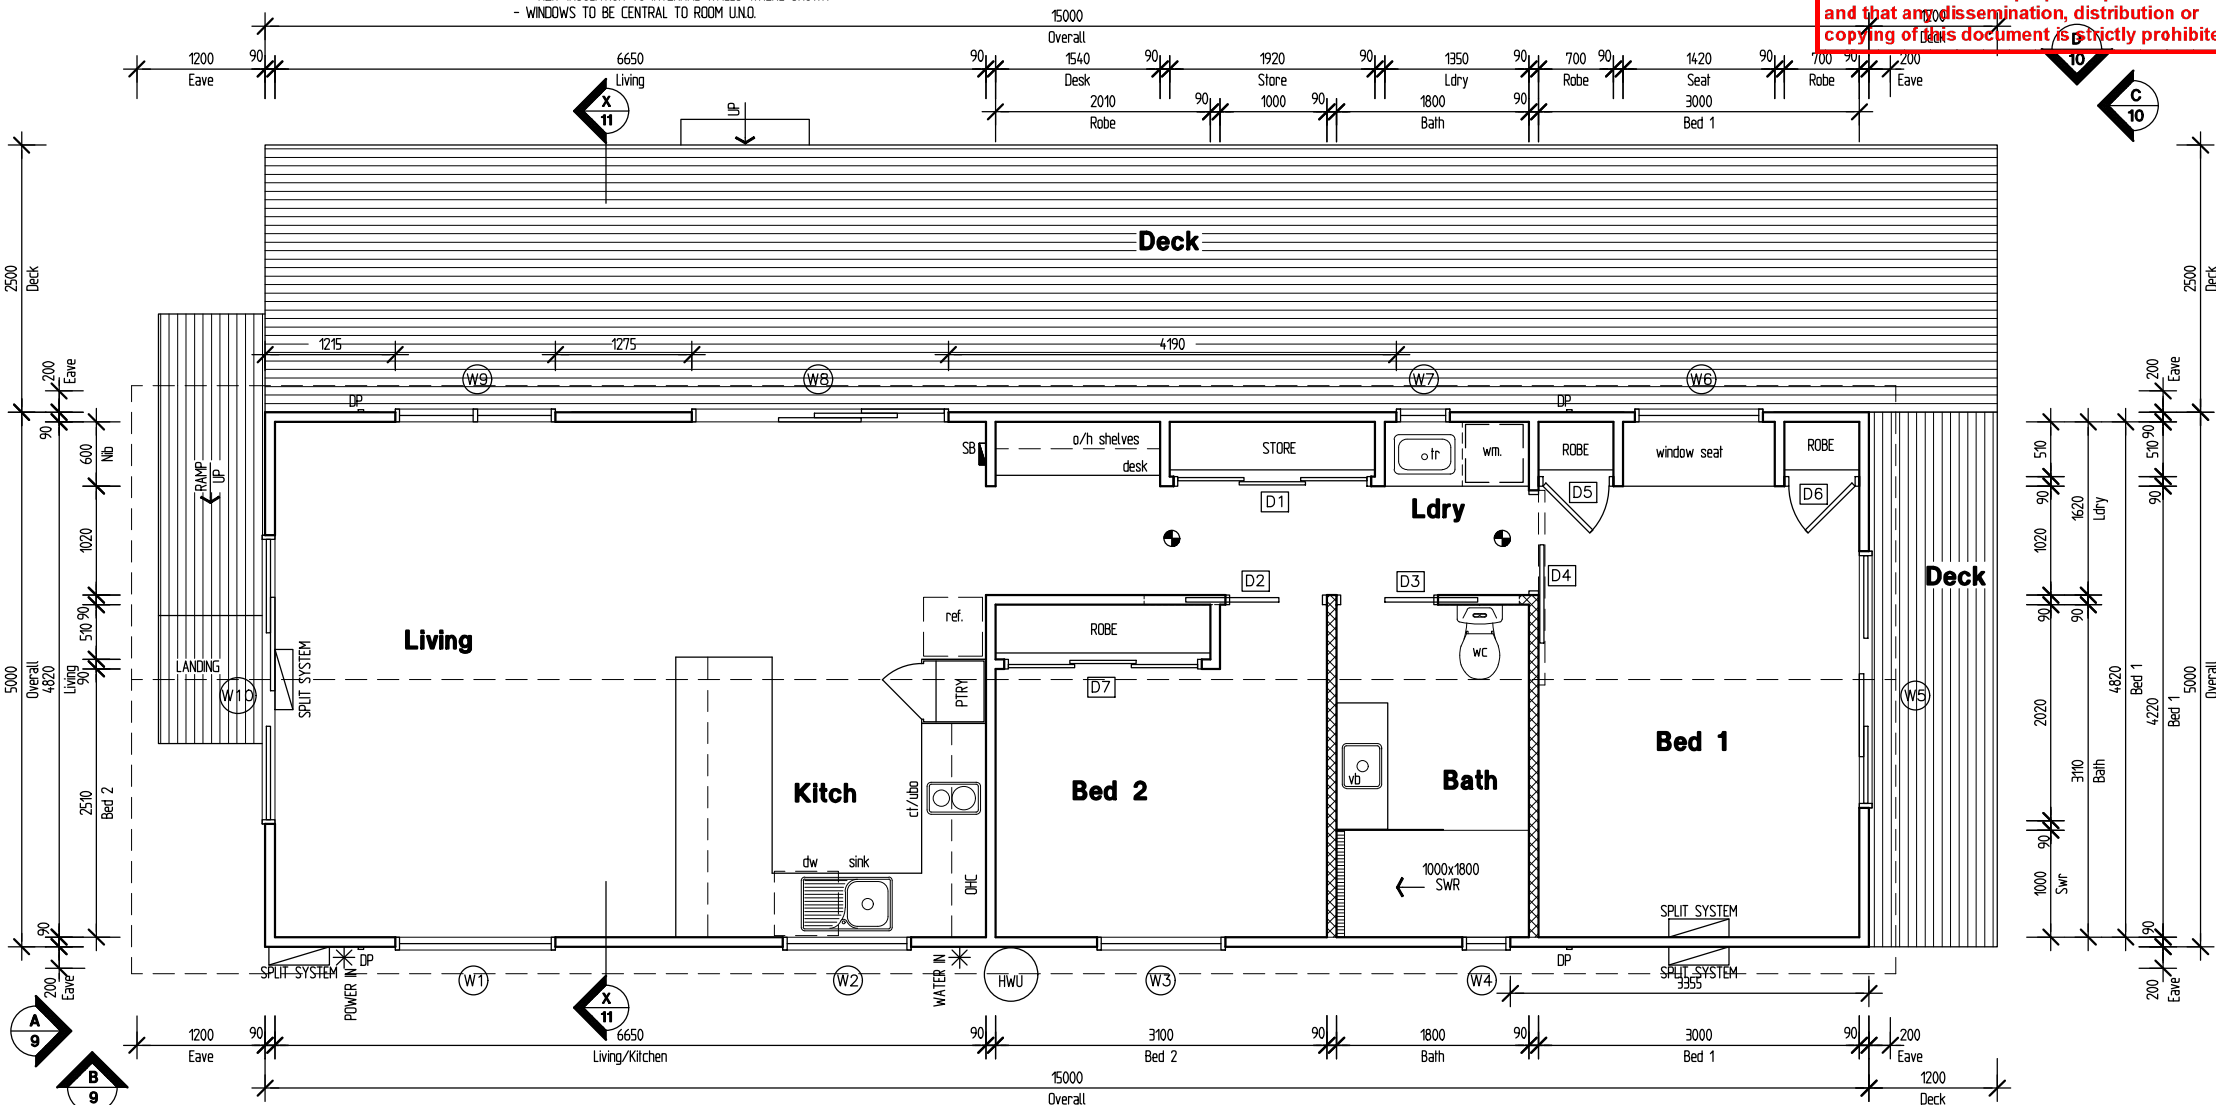 - WINDOWS TO BE CENTRAL TO ROOM U.N.O.
and that any dissemination, distribution or
copying of this document is strictly prohibite
15000
Overall
1200
Deck
1200
Eave
90
6650
Living
90
1540
Desk
90
1920
Store
90
1350
Ldry
90
700
Robe
90
1420
Seat
90
700
Robe
90
200
Eave
2010
Robe
90
1000
90
1800
Bath
90
3000
Bed 1
X
11
UP
D
10
C
10
Deck
2500
Deck
2500
Deck
1215
1275
4190
W9
W8
W7
W6
200
Eave
200
Eave
DP
DP
90
600
Nib
RAMP
UP
SB
o/h shelves
desk
STORE
tr
wm.
ROBE
window seat
ROBE
D1
Ldry
D5
D6
510
90
1620
Ldry
90
510
90
1020
1020
D2
D3
D4
Deck
90
510
90
90
90
ref.
ROBE
Living
wc
LANDING
SPLIT SYSTEM
W10
PTRY
D7
W5
5000
Overall
4820
Living
2020
4820
Bed 1
4220
Bed 1
5000
Overall
Bed 1
Kitch
ct/ubo
Bed 2
vb
Bath
3110
Bath
2510
Bed 2
90
dw
sink
OHC
1000x1800
SWR
1000
Swr
SPLIT SYSTEM
90
90
SPLIT SYSTEM
POWER IN
DP
W1
W2
WATER IN
HWU
W3
W4
DP
SPLIT SYSTEM
3355
200
Eave
200
Eave
A
9
B
9
X
11
1200
Eave
90
6650
Living/Kitchen
90
3100
Bed 2
90
1800
Bath
90
3000
Bed 1
90
200
Eave
15000
Overall
1200
Deck